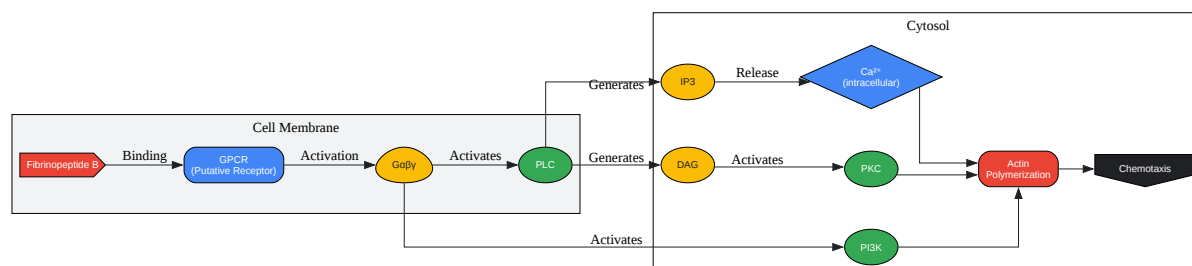 Cytosol
IP3
Release
Ca²⁺
(intracellular)
Generates
Cell Membrane
Fibrinopeptide B
Binding
GPCR
(Putative Receptor)
Activation
Gαβγ
Activates
PLC
Generates
DAG
Activates
PKC
Actin
Polymerization
Chemotaxis
Activates
PI3K